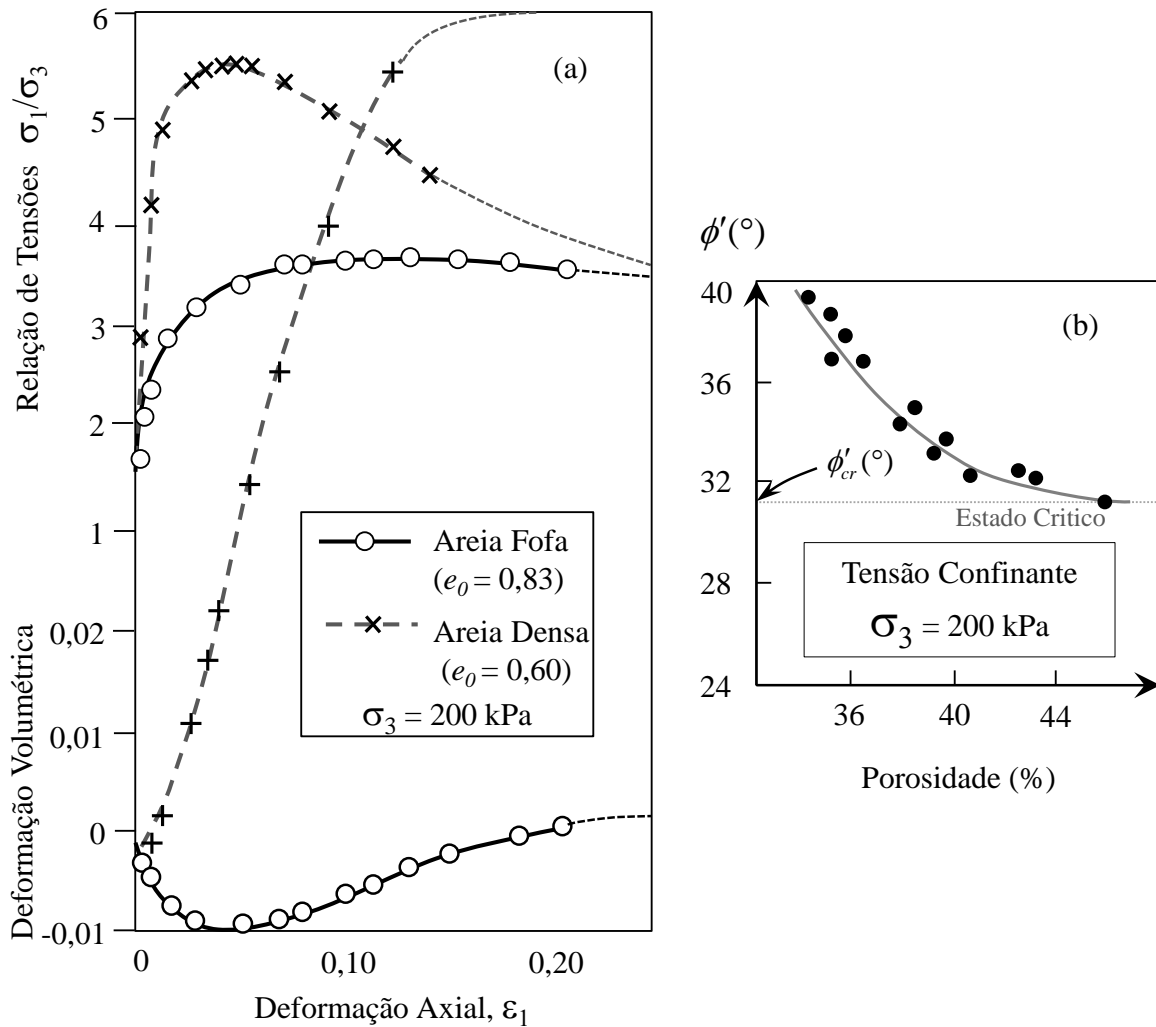 Relação de Tensões σ1/σ3
Deformação Volumétrica
6
5
4
3
2
1
0,02
0,01
0
-0,01
(a)
Areia Fofa
(e0 = 0,83)
Areia Densa
(e0 = 0,60)
σ3 = 200 kPa
0
0,10
0,20
Deformação Axial, ε1
ϕ′(°)
40
36
32
28
24
(b)
ϕ′cr(°)
Estado Critico
Tensão Confinante
σ3 = 200 kPa
36
40
44
Porosidade (%)